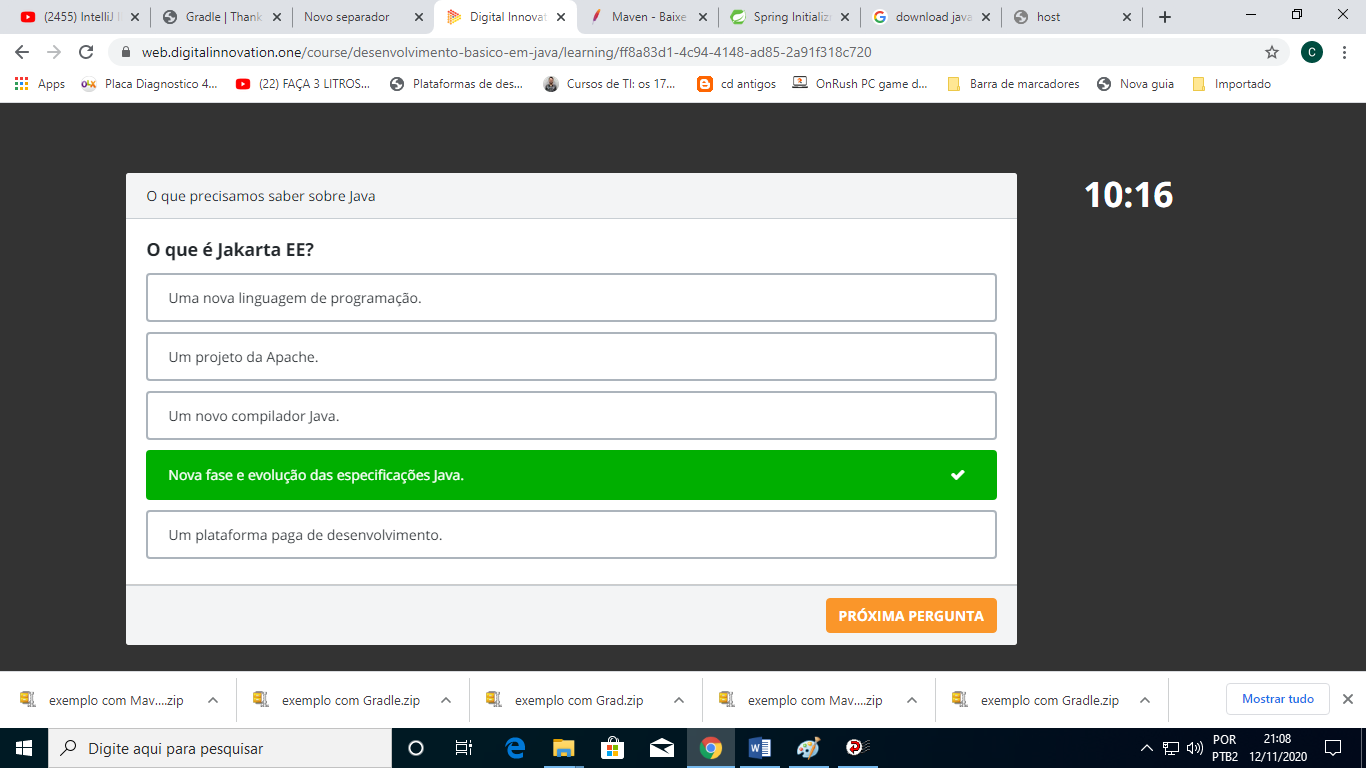 (2455) IntelliJ I
Gradle | Thank
Novo separador
Digital Innovat
Maven - Baixe
Spring Initializ
download java
host
web.digitalinnovation.one/course/desenvolvimento-basico-em-java/learning/ff8a83d1-4c94-4148-ad85-2a91f318c720
C
Apps
Placa Diagnostico 4...
(22) FAÇA 3 LITROS...
Plataformas de des...
Cursos de TI: os 17...
cd antigos
OnRush PC game d...
Barra de marcadores
Nova guia
Importado
O que precisamos saber sobre Java
10:16
O que é Jakarta EE?
Uma nova linguagem de programação.
Um projeto da Apache.
Um novo compilador Java.
Nova fase e evolução das especificações Java.
Um plataforma paga de desenvolvimento.
PRÓXIMA PERGUNTA
exemplo com Mav....zip
exemplo com Gradle.zip
exemplo com Grad.zip
exemplo com Mav....zip
exemplo com Gradle.zip
Mostrar tudo
Digite aqui para pesquisar
POR
PTB2
21:08
12/11/2020